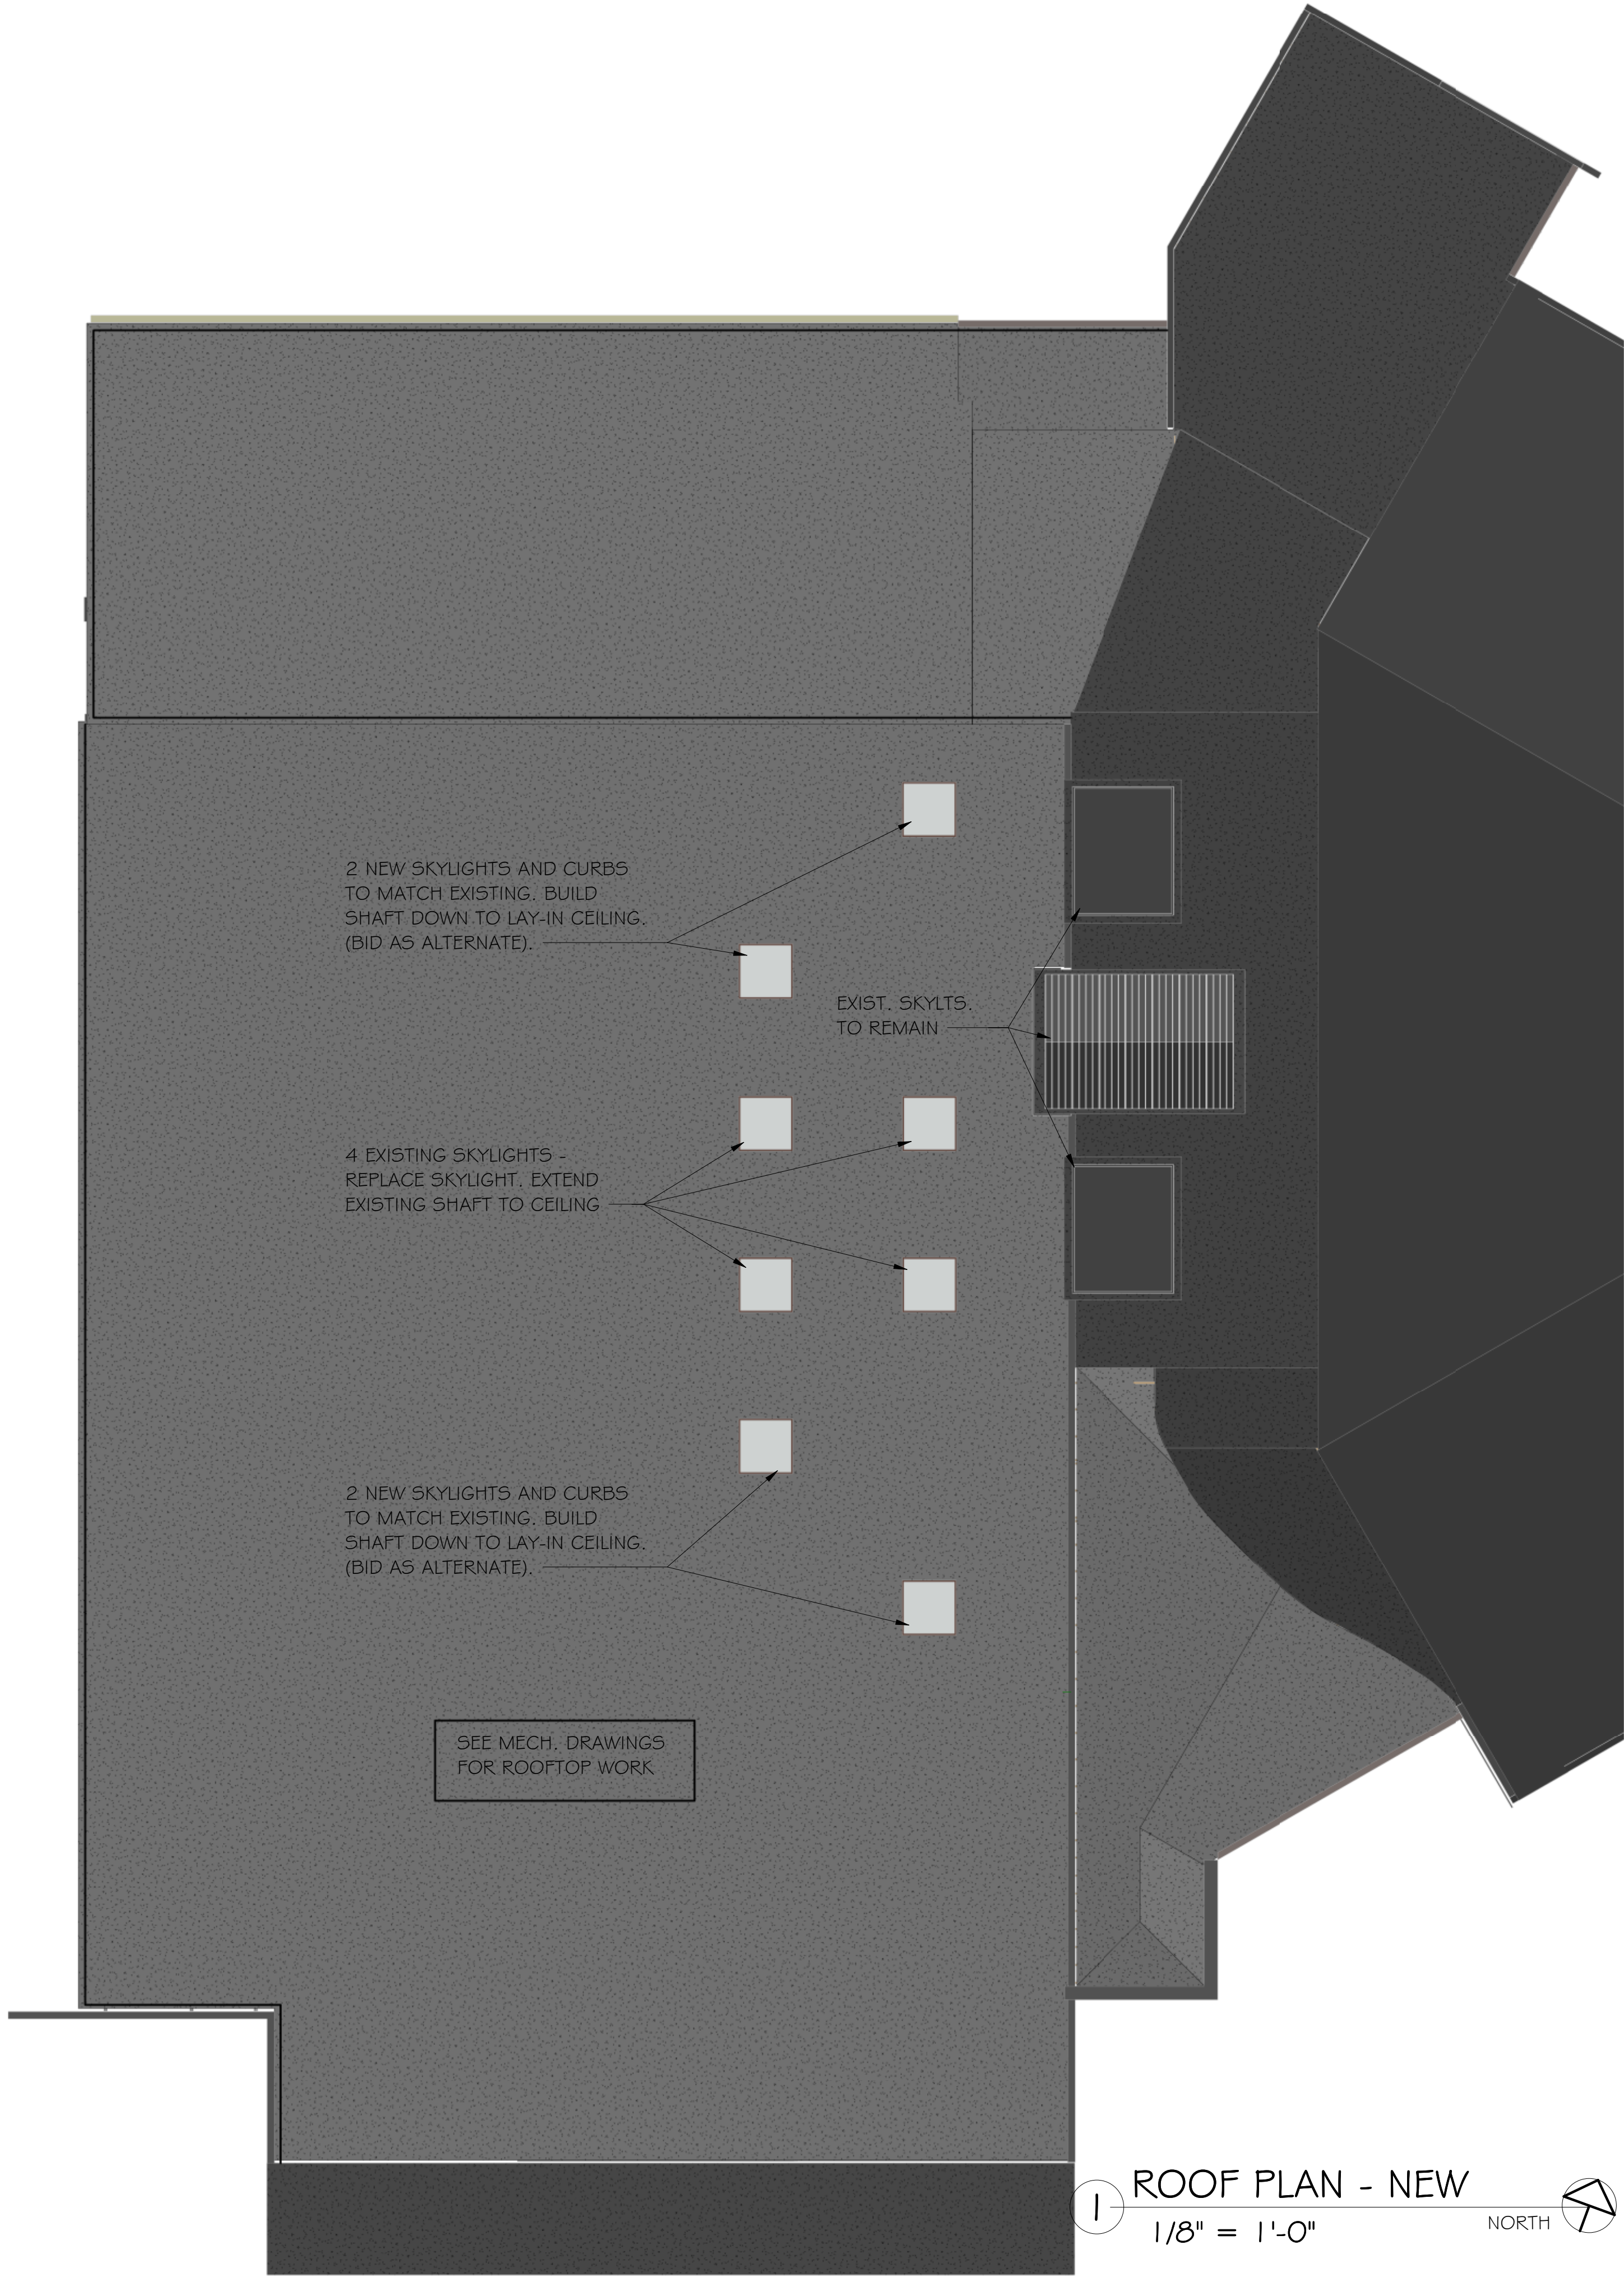 2 NEW SKYLIGHTS AND CURBS
TO MATCH EXISTING. BUILD
SHAFT DOWN TO LAY-IN CEILING.
(BID AS ALTERNATE).
EXIST. SKYLTS.
TO REMAIN
4 EXISTING SKYLIGHTS -
REPLACE SKYLIGHT. EXTEND
EXISTING SHAFT TO CEILING
2 NEW SKYLIGHTS AND CURBS
TO MATCH EXISTING. BUILD
SHAFT DOWN TO LAY-IN CEILING.
(BID AS ALTERNATE).
SEE MECH. DRAWINGS
FOR ROOFTOP WORK
1
ROOF PLAN - NEW
1/8" = 1'-0"
NORTH